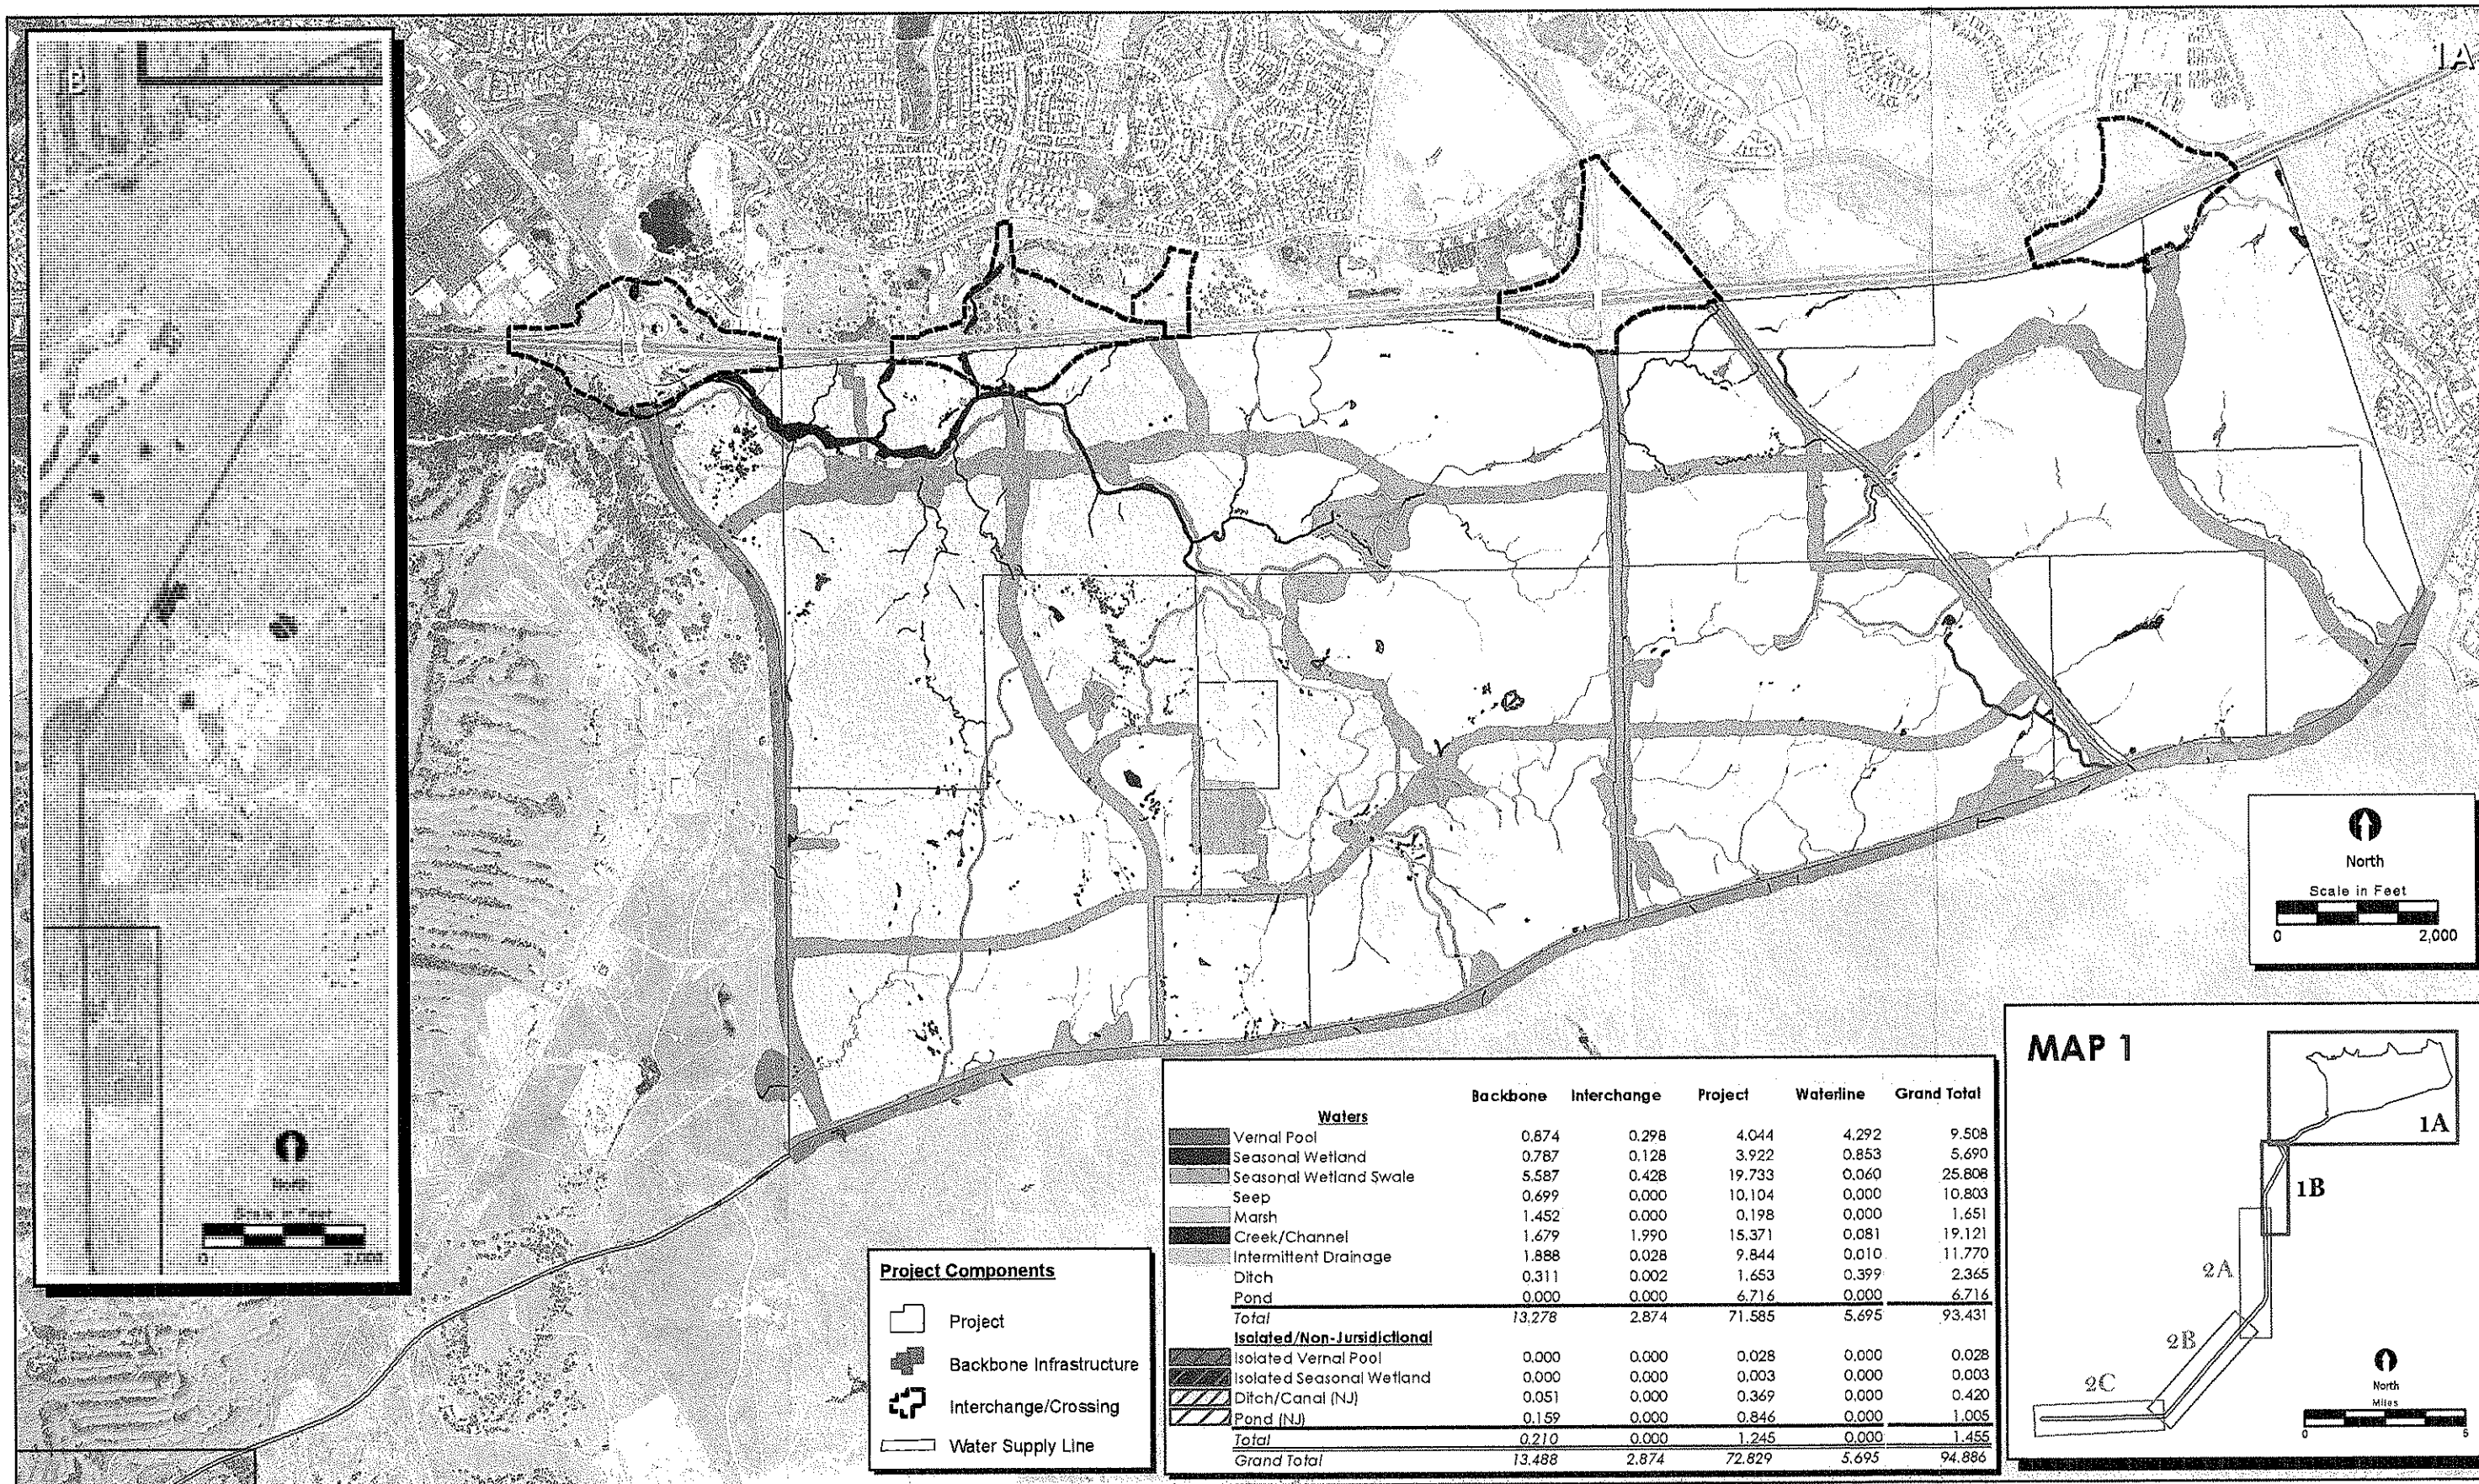 1B
North
Scale in Feet
0
1A
North
Scale in Feet
0 2,000
Project Components
Project
Backbone Infrastructure
Interchange/Crossing
Water Supply Line
Backbone Interchange Project Waterline Grand Total
Waters
Vernal Pool 0.874 0.298 4.044 4.292 9.508
Seasonal Wetland 0.787 0.128 3.922 0.853 5.690
Seasonal Wetland Swale 5.587 0.428 19.733 0.060 25.808
Seep 0.699 0.000 10.104 0.000 10.803
Marsh 1.452 0.000 0.198 0.000 1.651
Creek/Channel 1.679 1.990 15.371 0.081 19.121
Intermittent Drainage 1.888 0.028 9.844 0.010 11.770
Ditch 0.311 0.002 1.653 0.399 2.365
Pond 0.000 0.000 6.716 0.000 6.716
Total 13.278 2.874 71.585 5.695 93.431
Isolated/Non-Jursidictional
Isolated Vernal Pool 0.000 0.000 0.028 0.000 0.028
Isolated Seasonal Wetland 0.000 0.000 0.003 0.000 0.003
Ditch/Canal (NJ) 0.051 0.000 0.369 0.000 0.420
Pond (NJ) 0.159 0.000 0.846 0.000 1.005
Total 0.210 0.000 1.245 0.000 1.455
Grand Total 13.488 2.874 72.829 5.695 94.886
MAP 1
1A
1B
2A
2B
2C
North
Miles
0 5